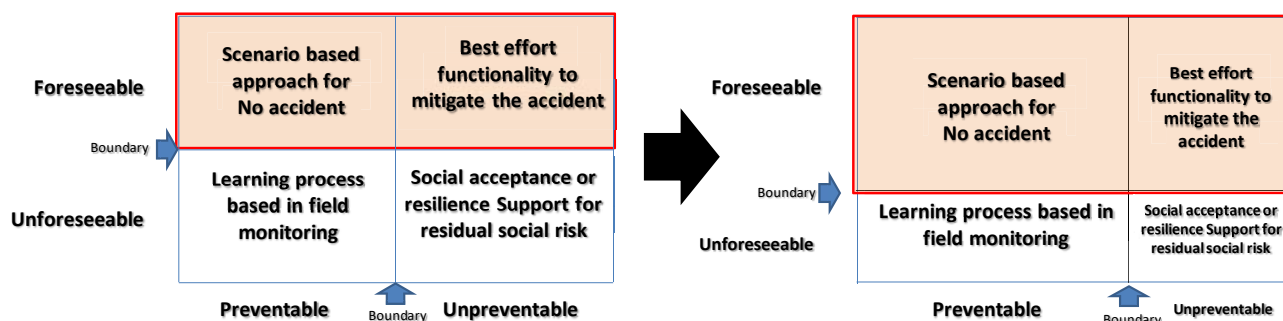 Scenario based
approach for
No accident
Best effort
functionality to
mitigate the accident
Foreseeable
Boundary
Learning process
based in field
monitoring
Social acceptance or
resilience Support for
residual social risk
Unforeseeable
Preventable
Boundary
Unpreventable
Scenario based
approach for
No accident
Best effort
functionality to
mitigate the
accident
Foreseeable
Boundary
Learning process based in
field monitoring
Social acceptance or
resilience Support for
residual social risk
Unforeseeable
Preventable
Boundary
Unpreventable